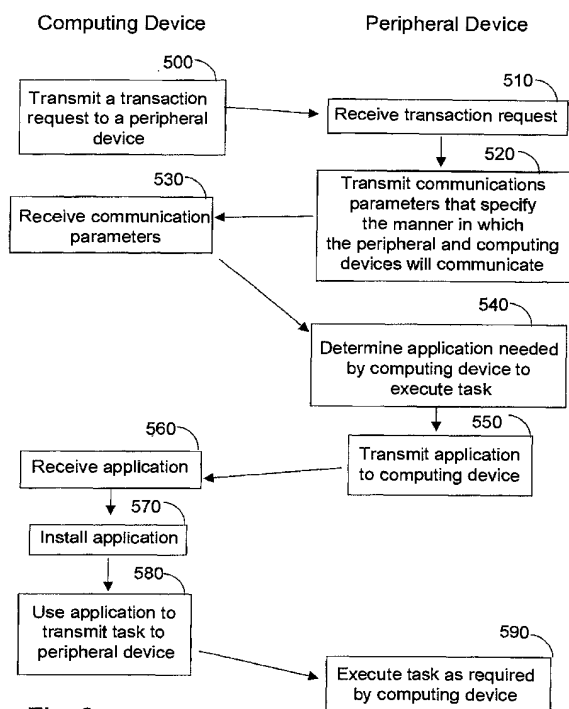 Computing Device
Peripheral Device
500
Transmit a transaction
request to a peripheral
device
510
Receive transaction request
520
Transmit communications
parameters that specify
the manner in which
the peripheral and computing
devices will communicate
530
Receive communication
parameters
540
Determine application needed
by computing device to
execute task
550
Transmit application
to computing device
560
Receive application
570
Install application
580
Use application to
transmit task to
peripheral device
590
Execute task as required
by computing device